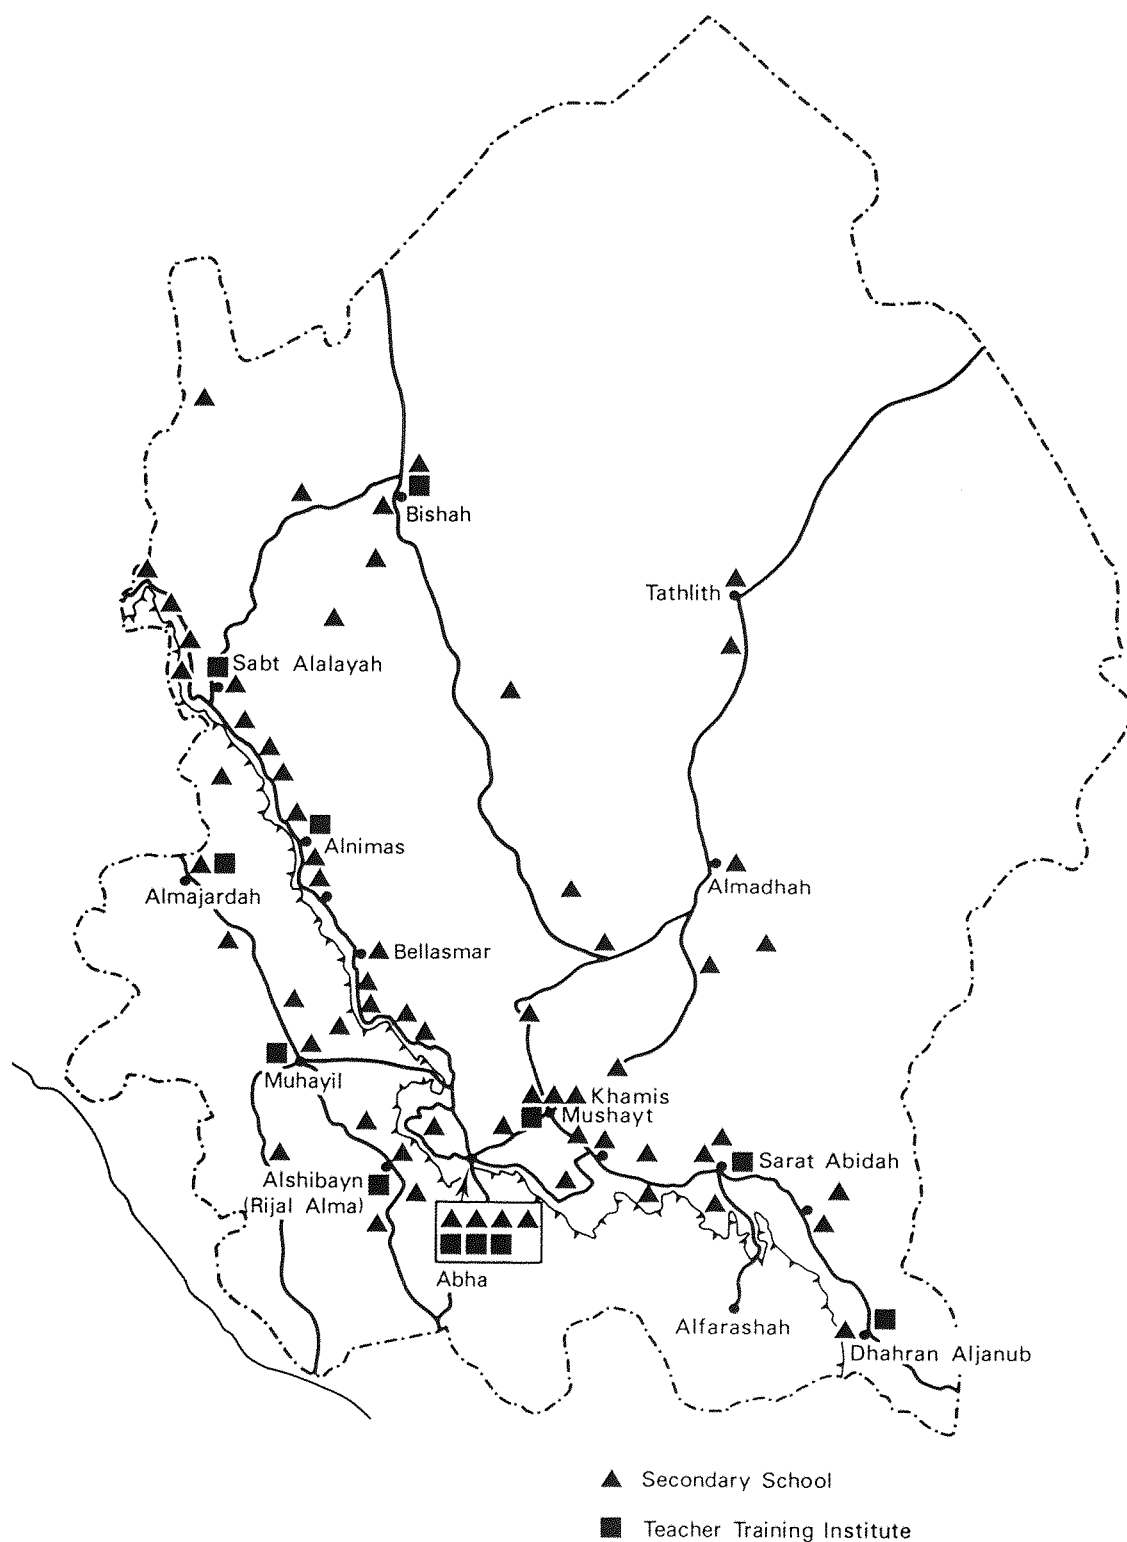 Bishah
Tathlith
Sabt Alalayah
Alnimas
Almadhah
Almajardah
Bellasmar
Muhayil
Khamis
Mushayt
Sarat Abidah
Alshibayn
(Rijal Alma)
Abha
Alfarashah
Dhahran Aljanub
Secondary School
Teacher Training Institute